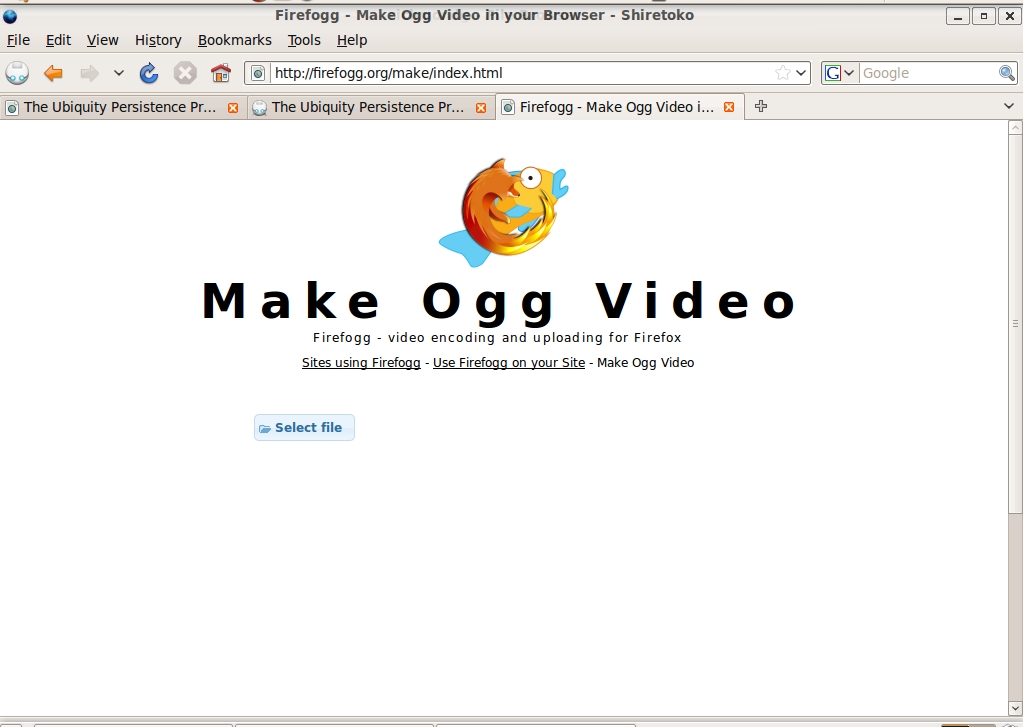 Firefogg - Make Ogg Video in your Browser - Shiretoko
File Edit View History Bookmarks Tools Help
http://firefogg.org/make/index.html G Google
The Ubiquity Persistence Pr... The Ubiquity Persistence Pr... Firefogg - Make Ogg Video i...
Make Ogg Video
Firefogg - video encoding and uploading for Firefox
Sites using Firefogg - Use Firefogg on your Site - Make Ogg Video
Select file